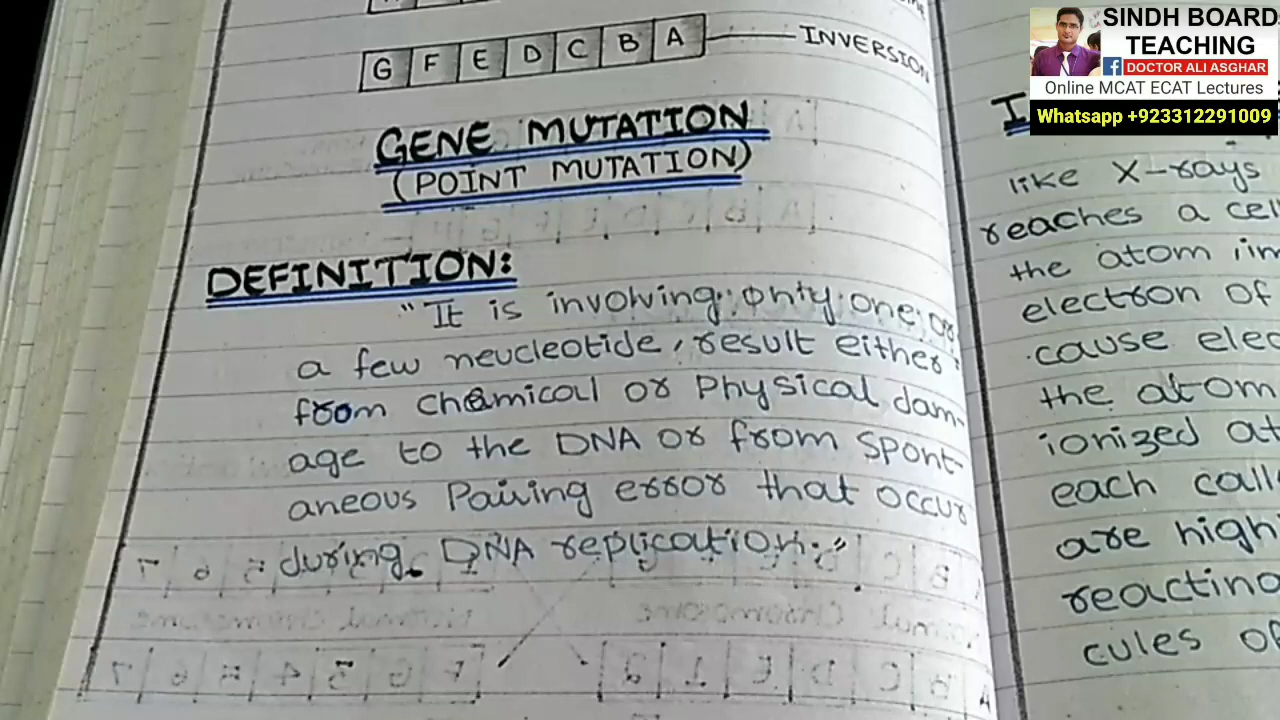 G F E D C B A INVERSION
GENE MUTATION
(POINT MUTATION)
DEFINITION:
"It is involving only one or
a few neucleotide, result either
from chemical or Physical dam-
age to the DNA or from Spont-
aneous Pairing error that occur
during DNA replication."
like X-rays
reaches a cel
the atom
electron of
cause elec
the atom
ionized at
each call
are high
reacting
cules of
SINDH BOARD
TEACHING
DOCTOR ALI ASGHAR
Online MCAT ECAT Lectures
Whatsapp +923312291009